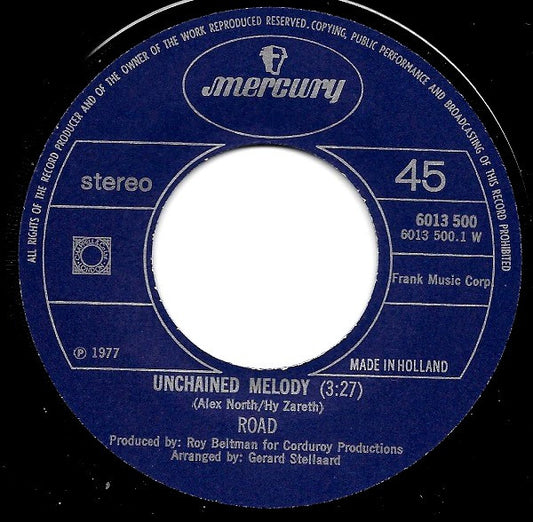 ALL RIGHTS OF THE RECORD PRODUCER AND OF THE OWNER OF THE WORK REPRODUCED RESERVED. COPYING, PUBLIC PERFORMANCE AND BROADCASTING OF THIS RECORD PROHIBITED
mercury
stereo
45
6013 500
6013 500.1 W
Frank Music Corp
℗ 1977
MADE IN HOLLAND
UNCHAINED MELODY (3:27)
(Alex North/Hy Zareth)
ROAD
Produced by: Roy Beltman for Corduroy Productions
Arranged by: Gerard Stellaard